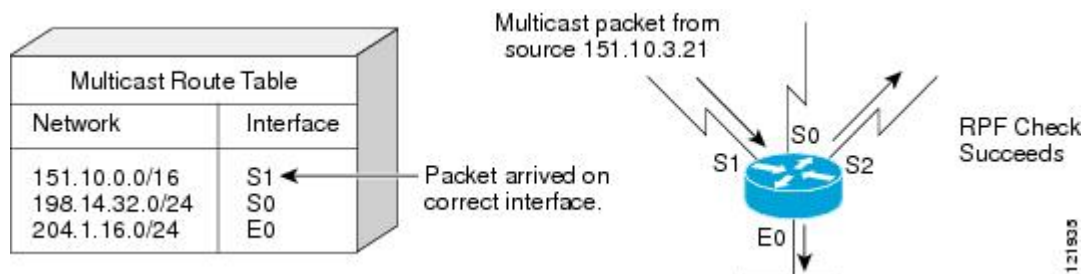 Multicast Route Table
Network Interface
151.10.0.0/16 S1
198.14.32.0/24 S0
204.1.16.0/24 E0
Packet arrived on
correct interface.
Multicast packet from
source 151.10.3.21
S0
S1
S2
E0
RPF Check
Succeeds
121935